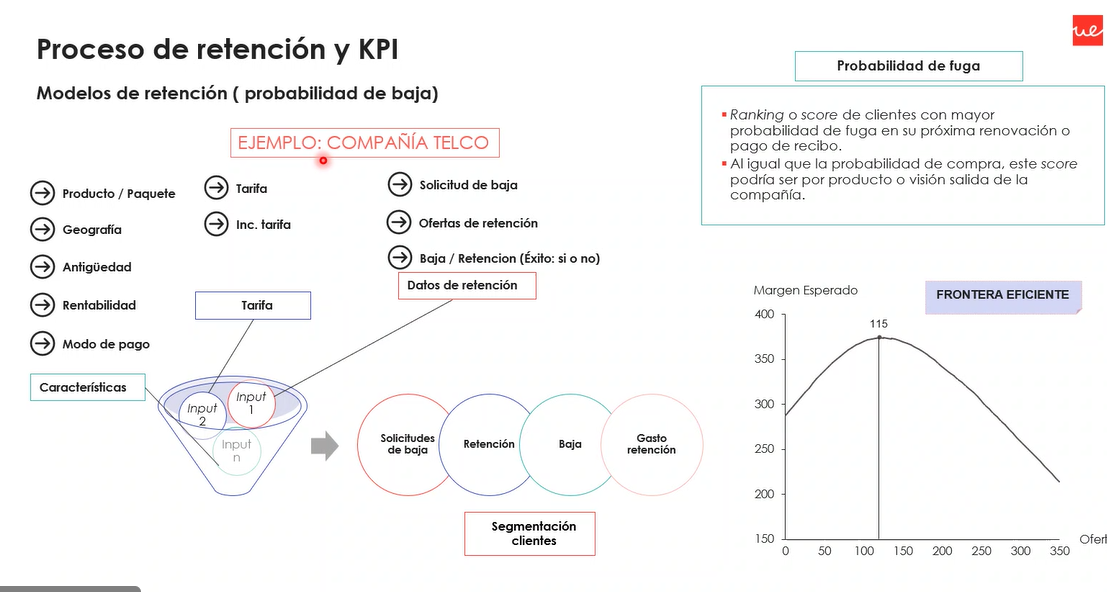 ue
Proceso de retención y KPI
Modelos de retención ( probabilidad de baja)
EJEMPLO: COMPAÑÍA TELCO
Producto / Paquete
Geografía
Antigüedad
Rentabilidad
Modo de pago
Características
Tarifa
Inc. tarifa
Tarifa
Solicitud de baja
Ofertas de retención
Baja / Retencion (Éxito: si o no)
Datos de retención
Input
2
Input
1
Input
n
Solicitudes
de baja
Retención
Baja
Gasto
retención
Segmentación
clientes
Probabilidad de fuga
Ranking o score de clientes con mayor
probabilidad de fuga en su próxima renovación o
pago de recibo.
Al igual que la probabilidad de compra, este score
podría ser por producto o visión salida de la
compañía.
Margen Esperado
FRONTERA EFICIENTE
115
400
350
300
250
200
150
0 50 100 150 200 250 300 350